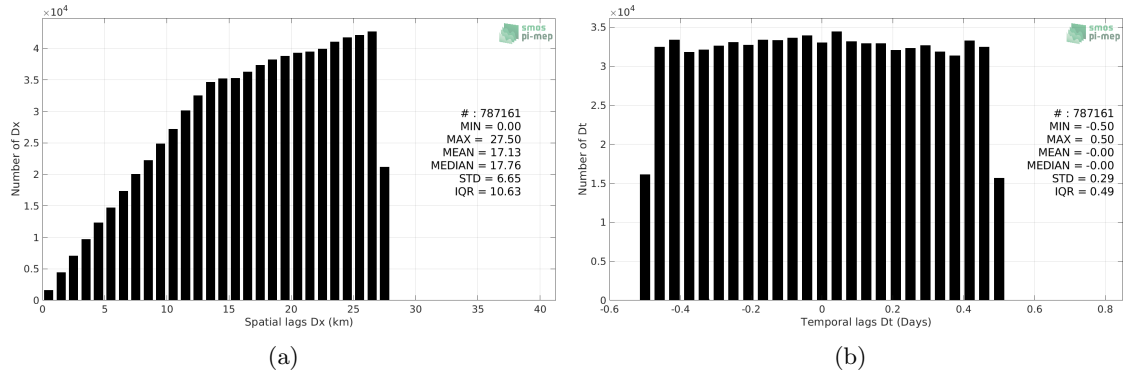 ×10⁴
4
3.5
3
2.5
2
1.5
1
0.5
0
Number of Dx
smos
pi-mep
# : 787161
MIN = 0.00
MAX = 27.50
MEAN = 17.13
MEDIAN = 17.76
STD = 6.65
IQR = 10.63
0 5 10 15 20 25 30 35 40
Spatial lags Dx (km)
(a)
×10⁴
3.5
3
2.5
2
1.5
1
0.5
0
Number of Dt
smos
pi-mep
# : 787161
MIN = -0.50
MAX = 0.50
MEAN = -0.00
MEDIAN = -0.00
STD = 0.29
IQR = 0.49
-0.6 -0.4 -0.2 0 0.2 0.4 0.6 0.8
Temporal lags Dt (Days)
(b)